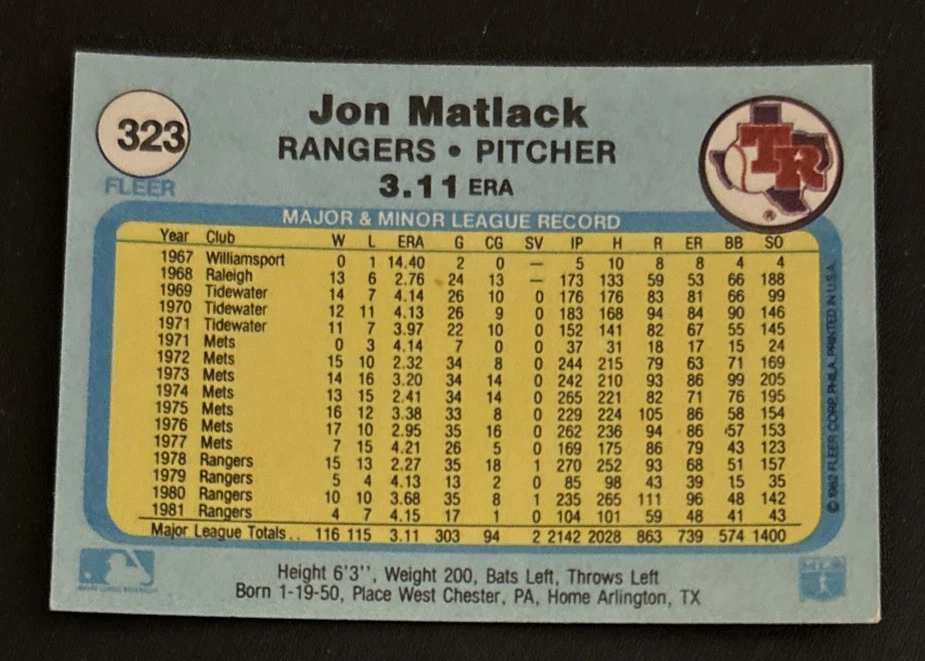 323
FLEER
Jon Matlack
RANGERS • PITCHER
3.11 ERA
TR
®
MAJOR & MINOR LEAGUE RECORD
Year Club W L ERA G CG SV IP H R ER BB SO
1967 Williamsport 0 1 14.40 2 0 — 5 10 8 8 4 4
1968 Raleigh 13 6 2.76 24 13 — 173 133 59 53 66 188
1969 Tidewater 14 7 4.14 26 10 0 176 176 83 81 66 99
1970 Tidewater 12 11 4.13 26 9 0 183 168 94 84 90 146
1971 Tidewater 11 7 3.97 22 10 0 152 141 82 67 55 145
1971 Mets 0 3 4.14 7 0 0 37 31 18 17 15 24
1972 Mets 15 10 2.32 34 8 0 244 215 79 63 71 169
1973 Mets 14 16 3.20 34 14 0 242 210 93 86 99 205
1974 Mets 13 15 2.41 34 14 0 265 221 82 71 76 195
1975 Mets 16 12 3.38 33 8 0 229 224 105 86 58 154
1976 Mets 17 10 2.95 35 16 0 262 236 94 86 57 153
1977 Mets 7 15 4.21 26 5 0 169 175 86 79 43 123
1978 Rangers 15 13 2.27 35 18 1 270 252 93 68 51 157
1979 Rangers 5 4 4.13 13 2 0 85 98 43 39 15 35
1980 Rangers 10 10 3.68 35 8 1 235 265 111 96 48 142
1981 Rangers 4 7 4.15 17 1 0 104 101 59 48 41 43
Major League Totals.. 116 115 3.11 303 94 2 2142 2028 863 739 574 1400
© 1982 FLEER CORP. PHILA. PRINTED IN U.S.A.
Height 6'3'', Weight 200, Bats Left, Throws Left
Born 1-19-50, Place West Chester, PA, Home Arlington, TX